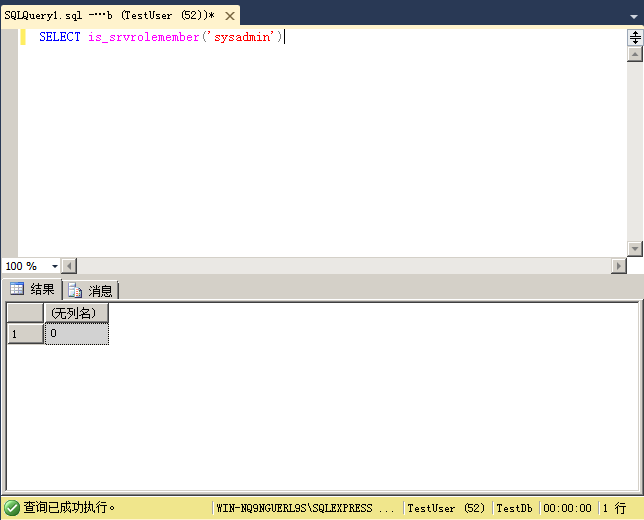 SQLQuery1.sql -...b (TestUser (52))*
SELECT is_srvrolemember('sysadmin')
100 %
结果 消息
(无列名)
1 0
查询已成功执行。 WIN-NQ9NGUERL9S\SQLEXPRESS ... TestUser (52) TestDb 00:00:00 1 行